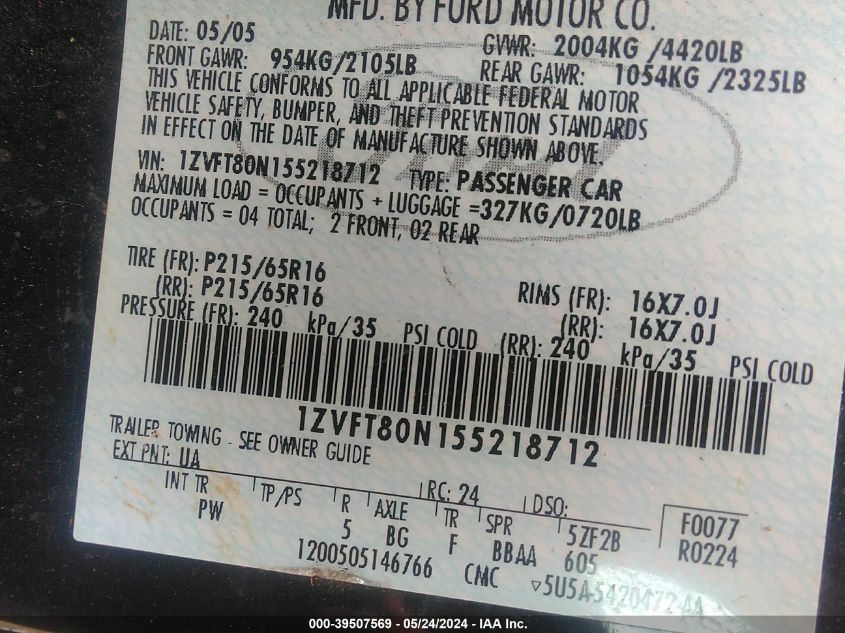 MFD. BY FORD MOTOR CO.
DATE: 05/05 GVWR: 2004KG /4420LB
FRONT GAWR: 954KG/2105LB REAR GAWR: 1054KG /2325LB
THIS VEHICLE CONFORMS TO ALL APPLICABLE FEDERAL MOTOR
VEHICLE SAFETY, BUMPER, AND THEFT PREVENTION STANDARDS
IN EFFECT ON THE DATE OF MANUFACTURE SHOWN ABOVE.
VIN: 1ZVFT80N155218712 TYPE: PASSENGER CAR
MAXIMUM LOAD = OCCUPANTS + LUGGAGE =327KG/0720LB
OCCUPANTS = 04 TOTAL; 2 FRONT, 02 REAR
TIRE (FR): P215/65R16 RIMS (FR): 16X7.0J
(RR): P215/65R16 (RR): 16X7.0J
PRESSURE (FR): 240 kPa/35 PSI COLD (RR): 240 kPa/35 PSI COLD
1ZVFT80N155218712
TRAILER TOWING - SEE OWNER GUIDE
EXT PNT: UA RC: 24 DSO: F0077
INT TR TP/PS R AXLE TR SPR 5ZF2B R0224
PW 5 BG F BBAA 605
1200505146766 CMC ▽5U5A-5420472-AA
000-39507569 - 05/24/2024 - IAA Inc.